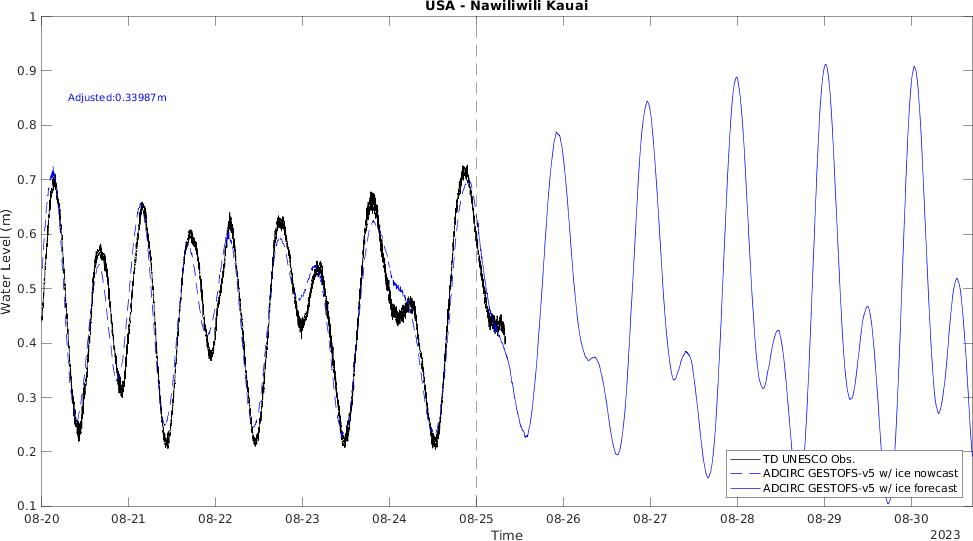 USA - Nawiliwili Kauai
1
0.9
0.8
0.7
0.6
0.5
0.4
0.3
0.2
0.1
Water Level (m)
Adjusted:0.33987m
TD UNESCO Obs.
ADCIRC GESTOFS-v5 w/ ice nowcast
ADCIRC GESTOFS-v5 w/ ice forecast
08-20 08-21 08-22 08-23 08-24 08-25 08-26 08-27 08-28 08-29 08-30
Time
2023